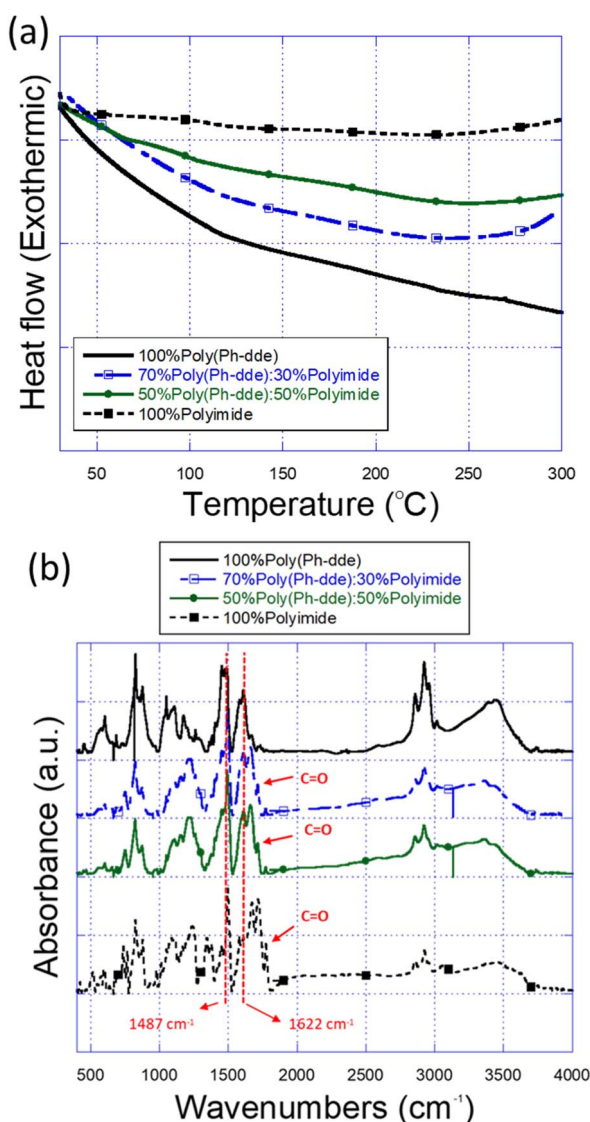 (a)
Heat flow (Exothermic)
100%Poly(Ph-dde)
70%Poly(Ph-dde):30%Polyimide
50%Poly(Ph-dde):50%Polyimide
100%Polyimide
50 100 150 200 250 300
Temperature (°C)
(b)
100%Poly(Ph-dde)
70%Poly(Ph-dde):30%Polyimide
50%Poly(Ph-dde):50%Polyimide
100%Polyimide
Absorbance (a.u.)
C=O
C=O
C=O
1487 cm⁻¹ 1622 cm⁻¹
500 1000 1500 2000 2500 3000 3500 4000
Wavenumbers (cm⁻¹)